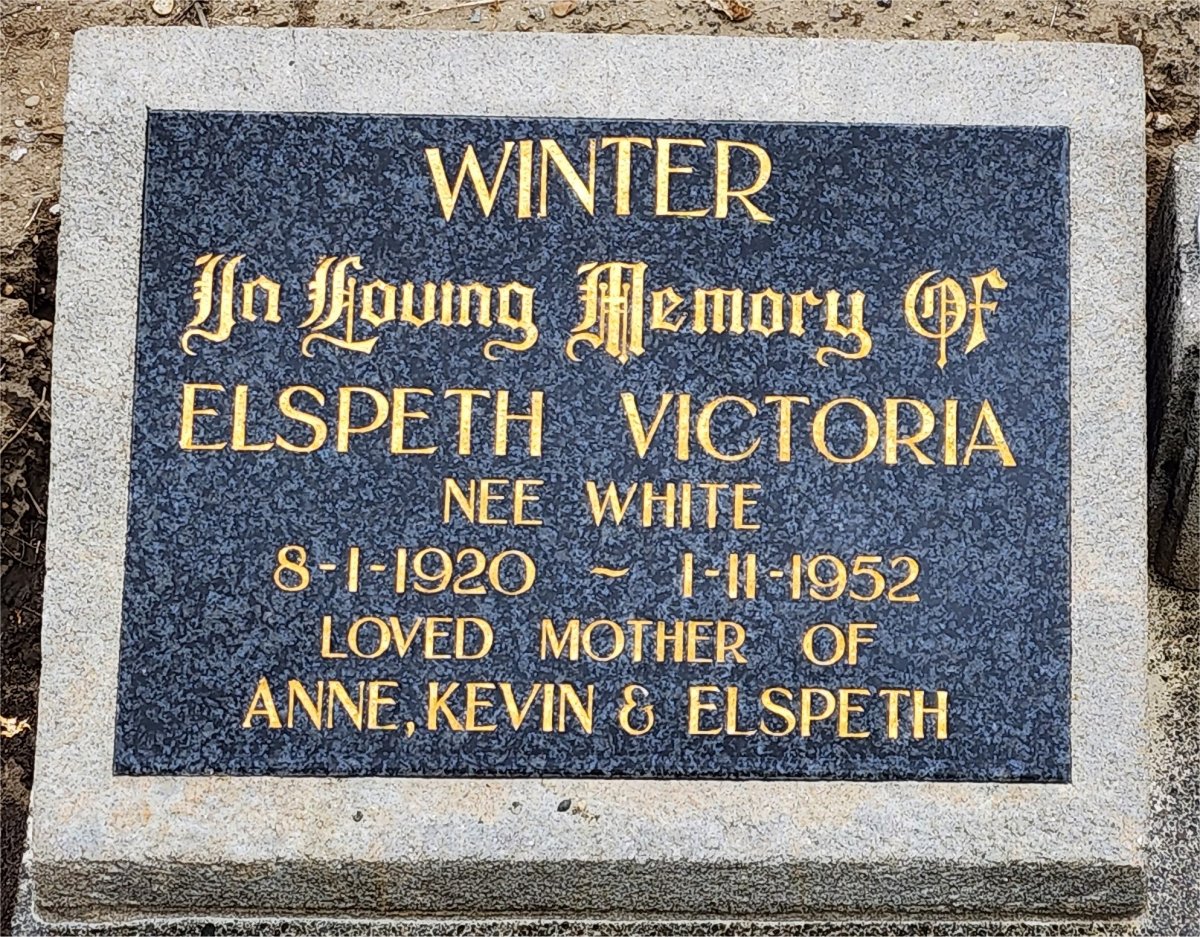 WINTER
In Loving Memory Of
ELSPETH VICTORIA
NEE WHITE
8-1-1920 ~ 1-11-1952
LOVED MOTHER OF
ANNE, KEVIN & ELSPETH